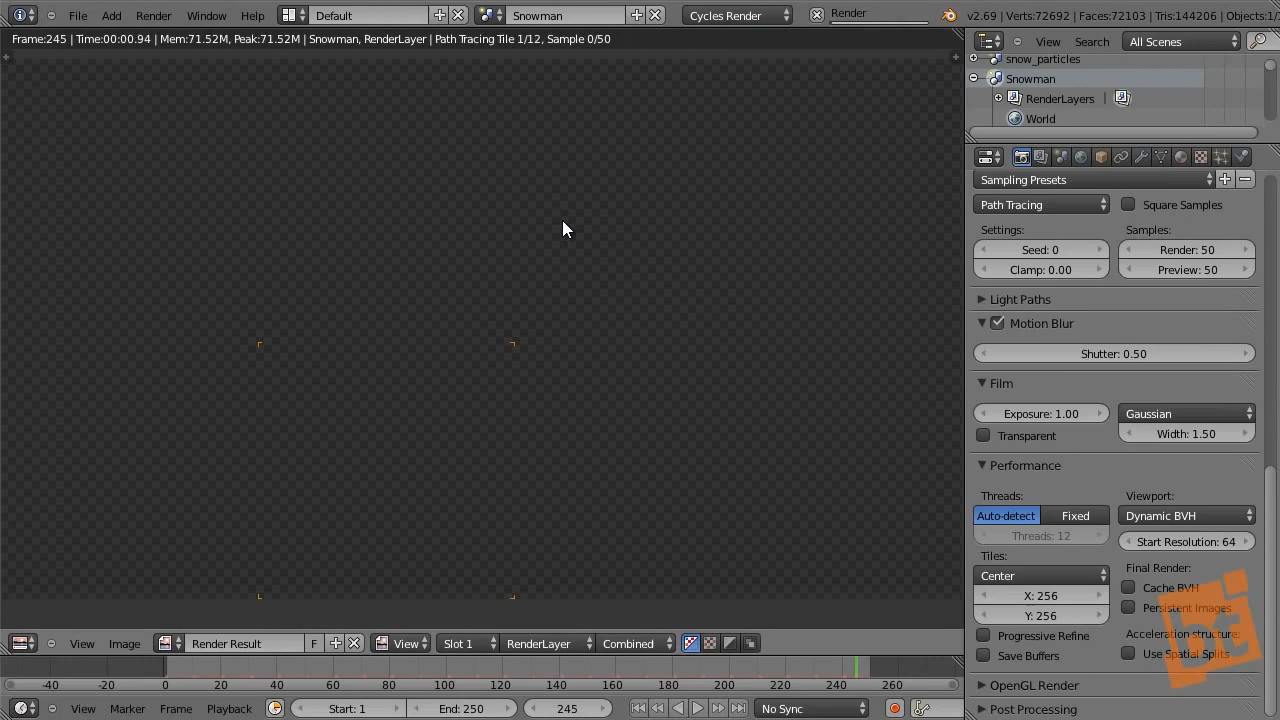 File Add Render Window Help Default Snowman Cycles Render Render v2.69 | Verts:72692 | Faces:72103 | Tris:144206 | Objects:1/
Frame:245 | Time:00:00.94 | Mem:71.52M, Peak:71.52M | Snowman, RenderLayer | Path Tracing Tile 1/12, Sample 0/50
View Search All Scenes
snow_particles
Snowman
RenderLayers |
World
Sampling Presets
Path Tracing Square Samples
Settings: Samples:
Seed: 0 Render: 50
Clamp: 0.00 Preview: 50
Light Paths
Motion Blur
Shutter: 0.50
Film
Exposure: 1.00 Gaussian
Transparent Width: 1.50
Performance
Threads: Viewport:
Auto-detect Fixed Dynamic BVH
Threads: 12 Start Resolution: 64
Tiles: Final Render:
Center Cache BVH
X: 256 Persistent Images
Y: 256
Progressive Refine Acceleration structure:
Save Buffers Use Spatial Splits
OpenGL Render
Post Processing
View Image Render Result F View Slot 1 RenderLayer Combined
-40 -20 0 20 40 60 80 100 120 140 160 180 200 220 240 260
View Marker Frame Playback Start: 1 End: 250 245 No Sync
bt